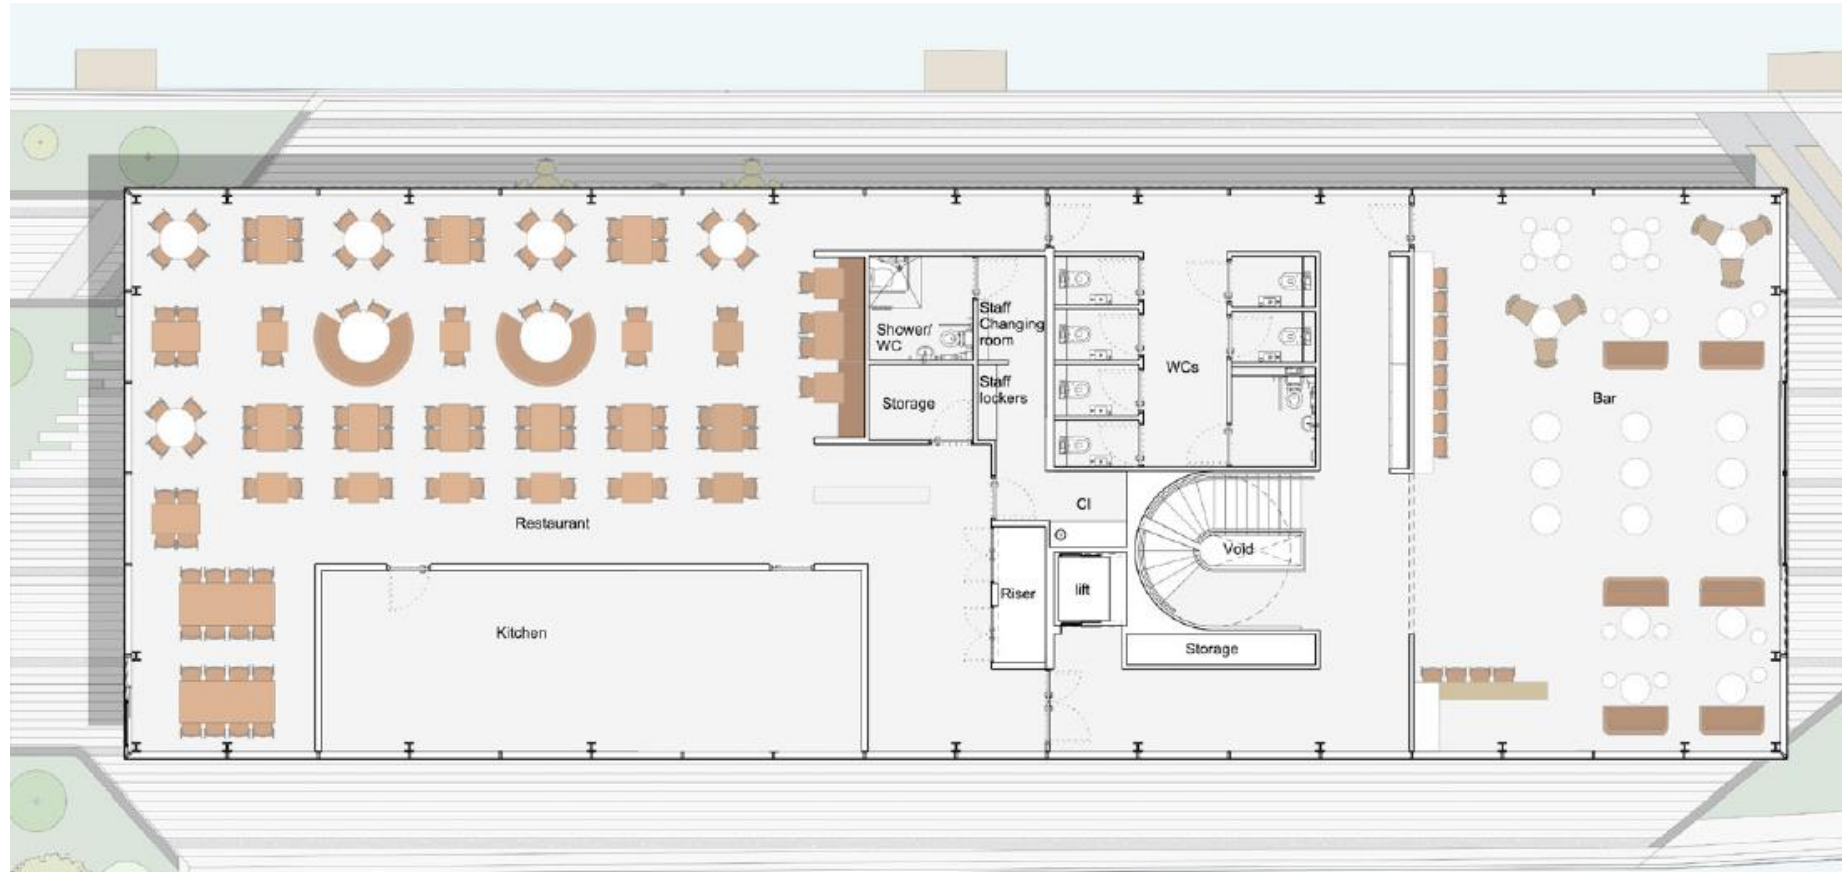 Shower/
WC
Staff
Changing
room
Storage
Staff
lockers
WCs
Bar
Restaurant
Cl
Void
Riser
lift
Kitchen
Storage